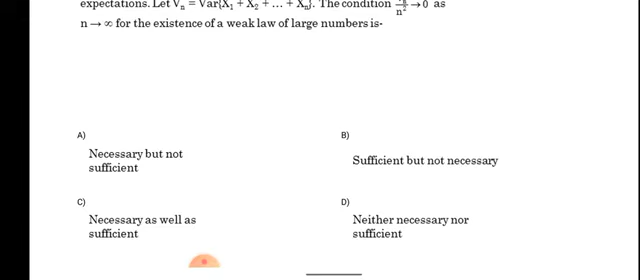 expectations. Let Vₙ = Var{X₁ + X₂ + ... + Xₙ}. The condition Vₙ/n² → 0 as
n → ∞ for the existence of a weak law of large numbers is-
A)
Necessary but not
sufficient
B)
Sufficient but not necessary
C)
Necessary as well as
sufficient
D)
Neither necessary nor
sufficient